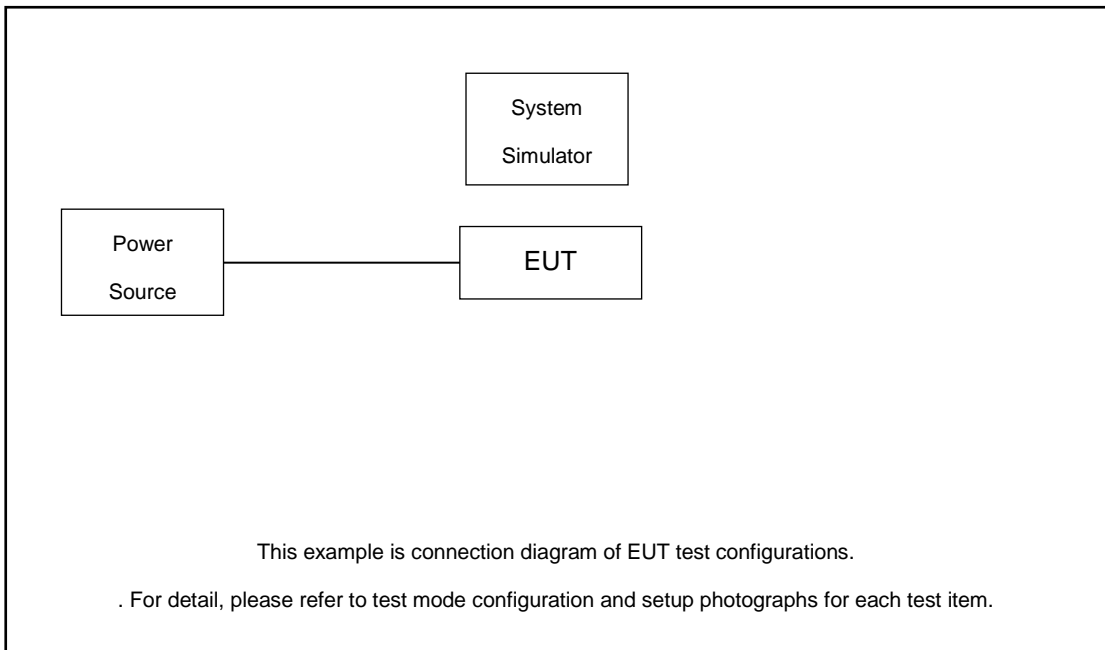 System
Simulator
Power
Source
EUT
This example is connection diagram of EUT test configurations.
. For detail, please refer to test mode configuration and setup photographs for each test item.